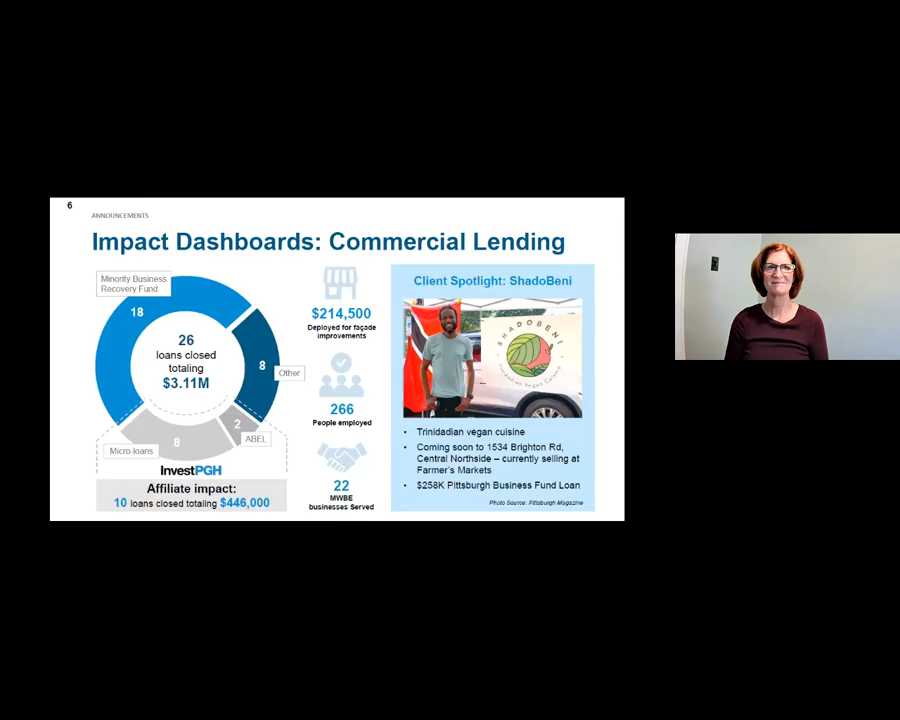 6
ANNOUNCEMENTS
Impact Dashboards: Commercial Lending
Minority Business
Recovery Fund
18
26
loans closed
totaling
$3.11M
8
Other
2
ABEL
8
Micro-loans
InvestPGH
Affiliate impact:
10 loans closed totaling $446,000
$214,500
Deployed for façade
improvements
266
People employed
22
MWBE
businesses Served
Client Spotlight: ShadoBeni
SHADOBENI
• Trinidadian vegan cuisine
• Coming soon to 1534 Brighton Rd,
Central Northside – currently selling at
Farmer's Markets
• $258K Pittsburgh Business Fund Loan
Photo Source: Pittsburgh Magazine